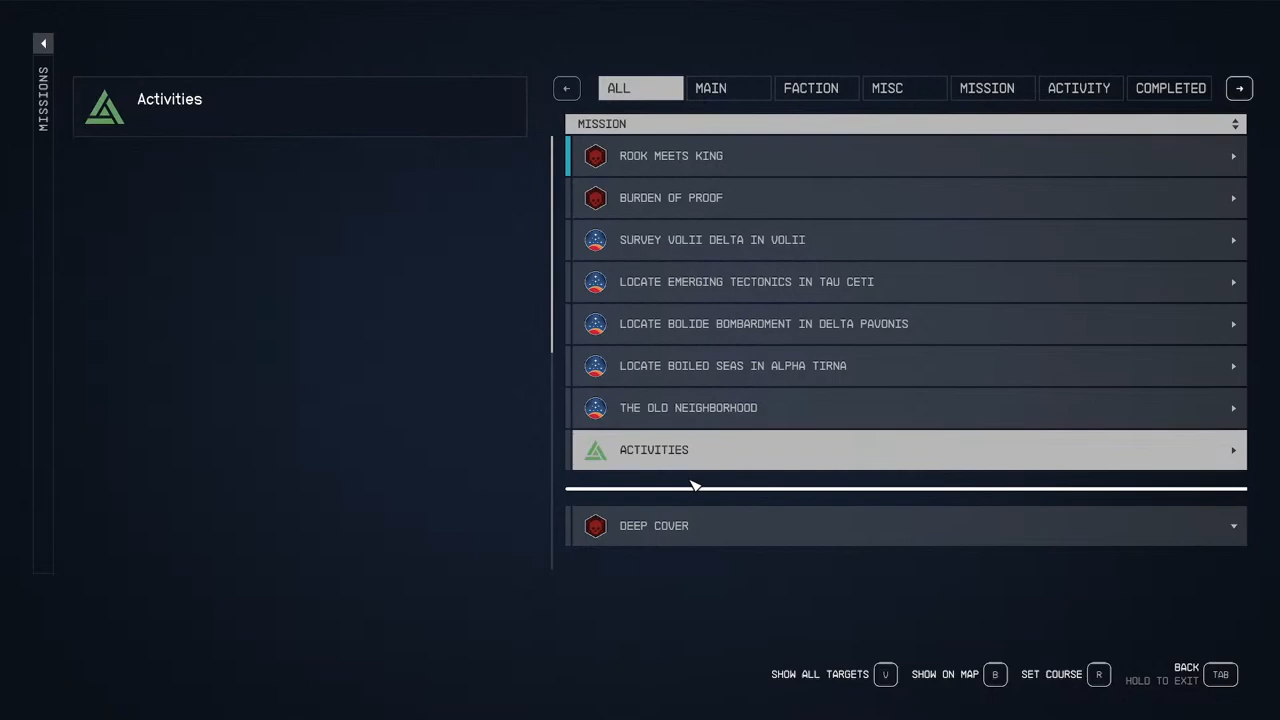 MISSIONS
Activities
ALL
MAIN
FACTION
MISC
MISSION
ACTIVITY
COMPLETED
MISSION
ROOK MEETS KING
BURDEN OF PROOF
SURVEY VOLII DELTA IN VOLII
LOCATE EMERGING TECTONICS IN TAU CETI
LOCATE BOLIDE BOMBARDMENT IN DELTA PAVONIS
LOCATE BOILED SEAS IN ALPHA TIRNA
THE OLD NEIGHBORHOOD
ACTIVITIES
DEEP COVER
SHOW ALL TARGETS V
SHOW ON MAP B
SET COURSE R
BACK
HOLD TO EXIT
TAB